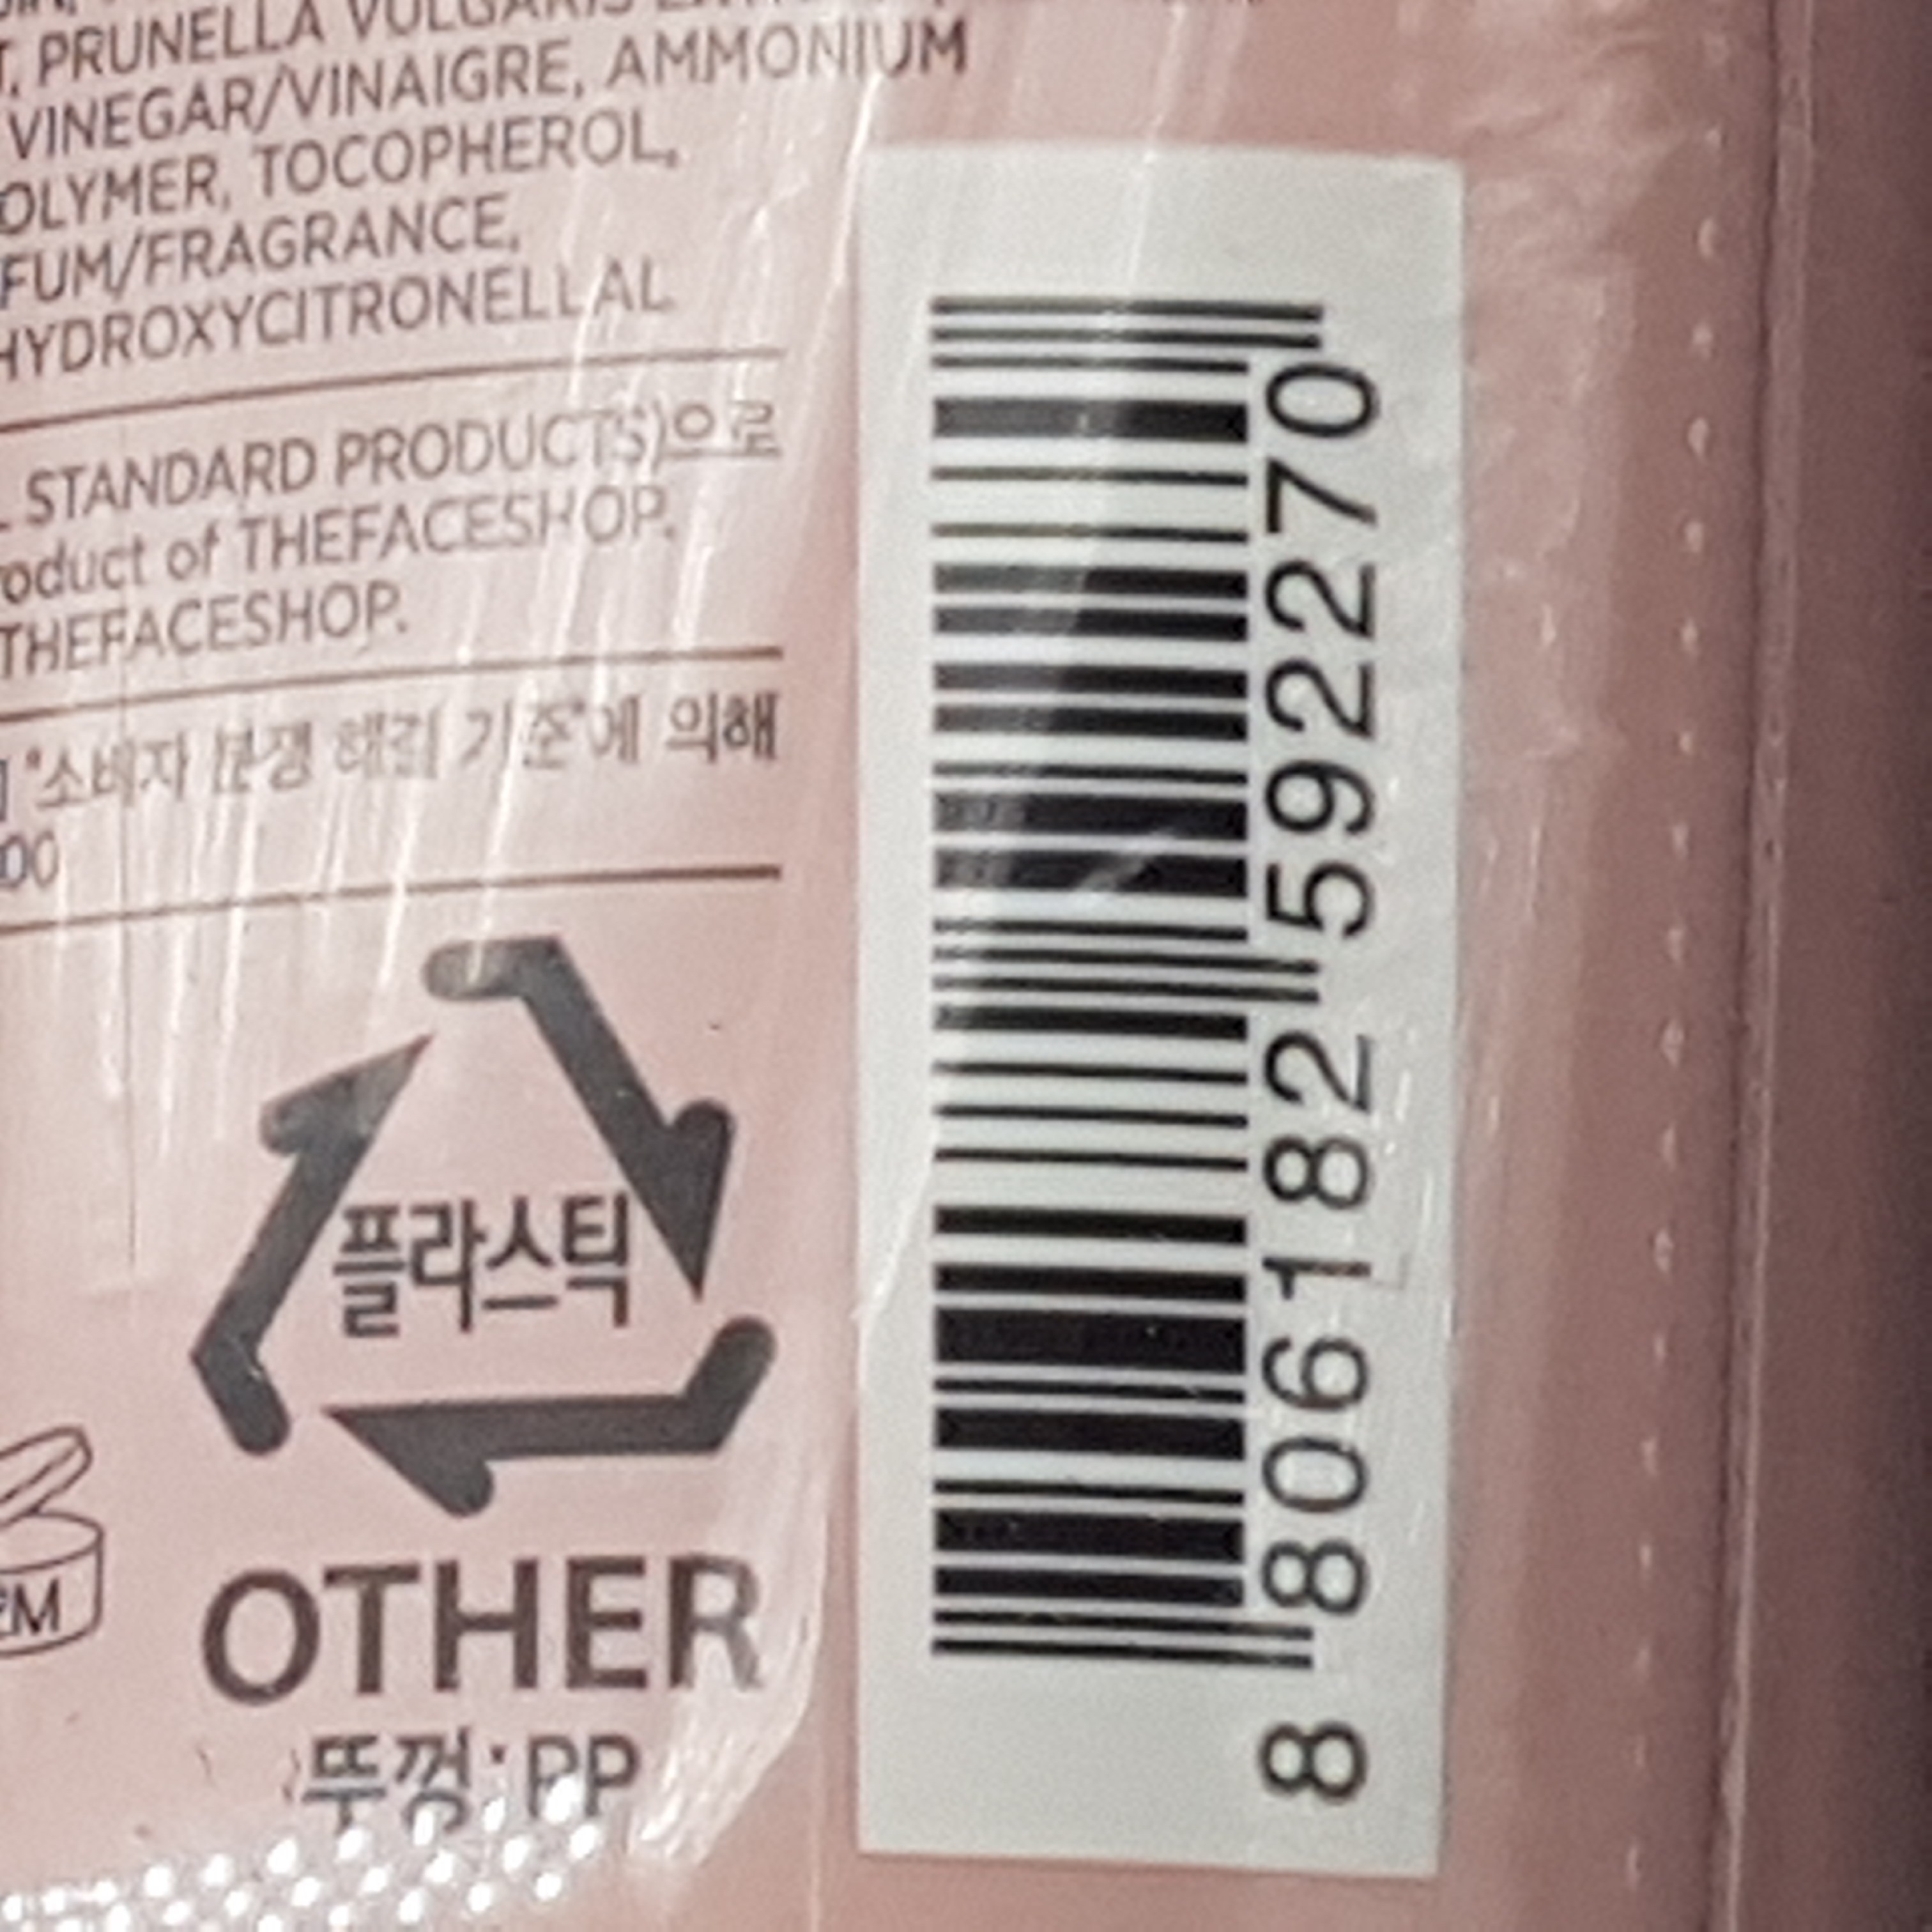 PRUNELLA VULGARIS
VINEGAR/VINAIGRE, AMMONIUM
OLYMER, TOCOPHEROL,
FUM/FRAGRANCE,
HYDROXYCITRONELLAL
STANDARD PRODUCTS)으로
oduct of THEFACESHOP.
THEFACESHOP.
"소비자 분쟁 해결 기준"에 의해
00
플라스틱
OTHER
뚜껑:PP
M
8 806182 592270